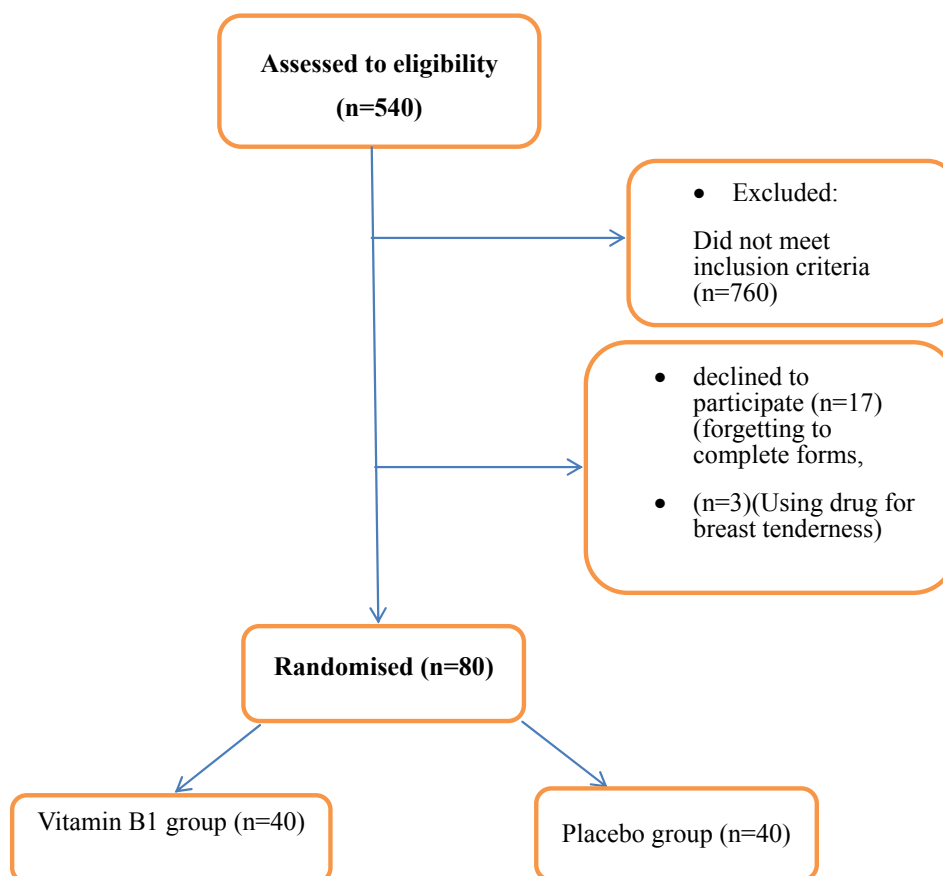 Assessed to eligibility
(n=540)
• Excluded:
Did not meet
inclusion criteria
(n=760)
• declined to
participate (n=17)
(forgetting to
complete forms,
• (n=3)(Using drug for
breast tenderness)
Randomised (n=80)
Vitamin B1 group (n=40)
Placebo group (n=40)